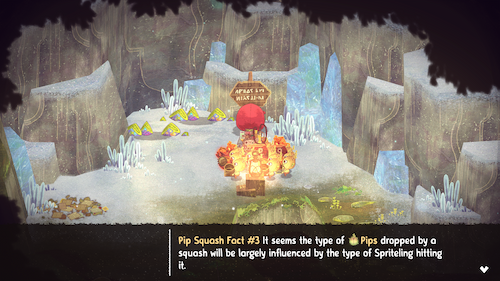 Pip Squash Fact #3 It seems the type of Pips dropped by a
squash will be largely influenced by the type of Spriteling hitting
it.